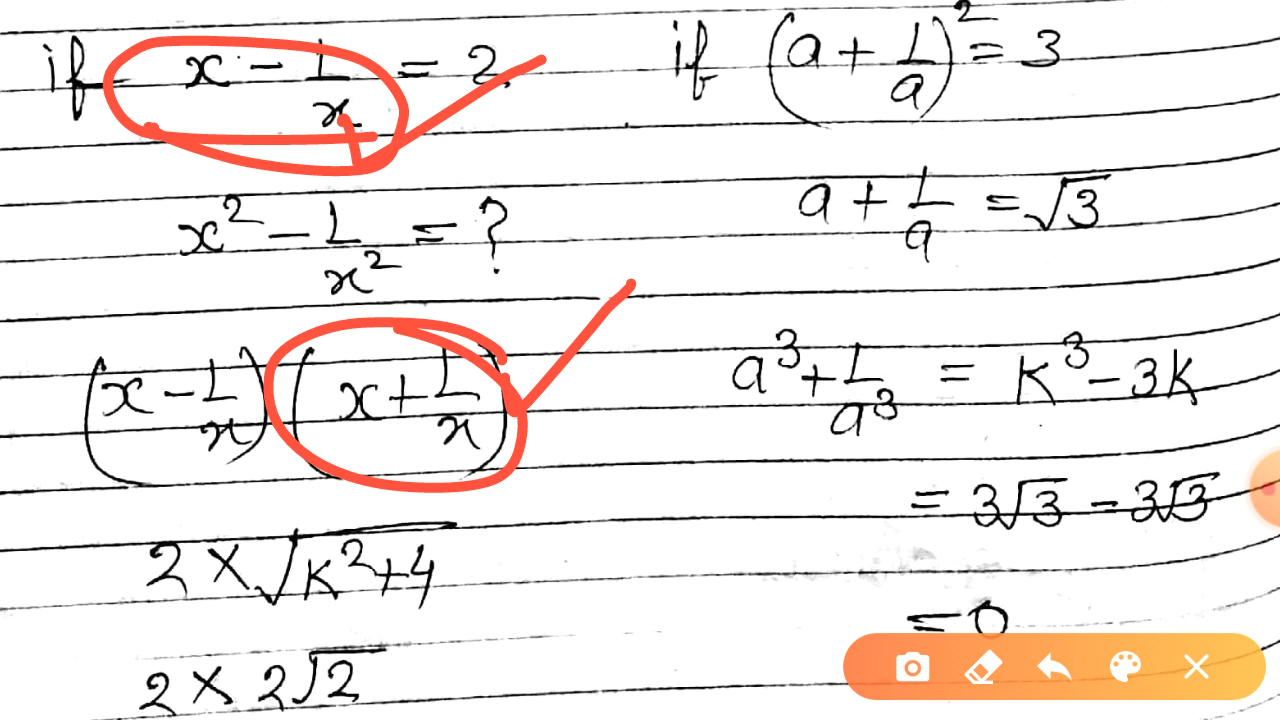 if x - 1/x = 2
x² - 1/x² = ?
(x - 1/x) (x + 1/x)
2 × √(K² + 4)
2 × 2√2
if (a + 1/a)² = 3
a + 1/a = √3
a³ + 1/a³ = K³ - 3K
= 3√3 - 3√3
= 0